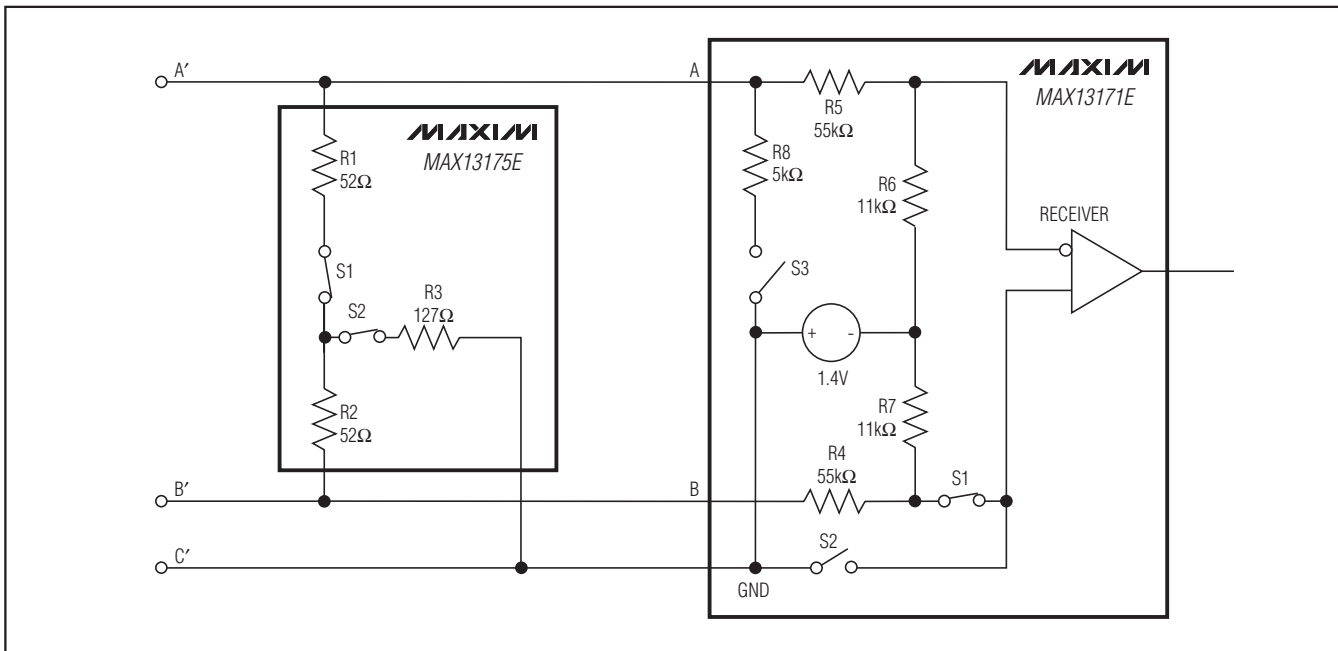 A′
B′
C′
MAXIM
MAX13175E
R1
52Ω
S1
S2
R3
127Ω
R2
52Ω
A
B
MAXIM
MAX13171E
R5
55kΩ
R8
5kΩ
R6
11kΩ
RECEIVER
S3
+
-
1.4V
R7
11kΩ
R4
55kΩ
S1
S2
GND